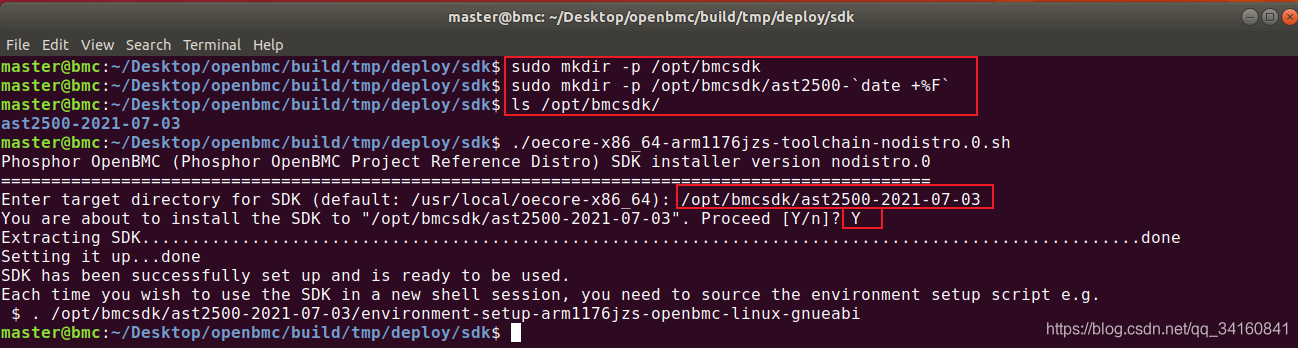 master@bmc: ~/Desktop/openbmc/build/tmp/deploy/sdk
File Edit View Search Terminal Help
master@bmc:~/Desktop/openbmc/build/tmp/deploy/sdk$ sudo mkdir -p /opt/bmcsdk
master@bmc:~/Desktop/openbmc/build/tmp/deploy/sdk$ sudo mkdir -p /opt/bmcsdk/ast2500-`date +%F`
master@bmc:~/Desktop/openbmc/build/tmp/deploy/sdk$ ls /opt/bmcsdk/
ast2500-2021-07-03
master@bmc:~/Desktop/openbmc/build/tmp/deploy/sdk$ ./oecore-x86_64-arm1176jzs-toolchain-nodistro.0.sh
Phosphor OpenBMC (Phosphor OpenBMC Project Reference Distro) SDK installer version nodistro.0
=============================================================================================
Enter target directory for SDK (default: /usr/local/oecore-x86_64): /opt/bmcsdk/ast2500-2021-07-03
You are about to install the SDK to "/opt/bmcsdk/ast2500-2021-07-03". Proceed [Y/n]? Y
Extracting SDK....................................................................................................done
Setting it up...done
SDK has been successfully set up and is ready to be used.
Each time you wish to use the SDK in a new shell session, you need to source the environment setup script e.g.
 $ . /opt/bmcsdk/ast2500-2021-07-03/environment-setup-arm1176jzs-openbmc-linux-gnueabi
master@bmc:~/Desktop/openbmc/build/tmp/deploy/sdk$
https://blog.csdn.net/qq_34160841